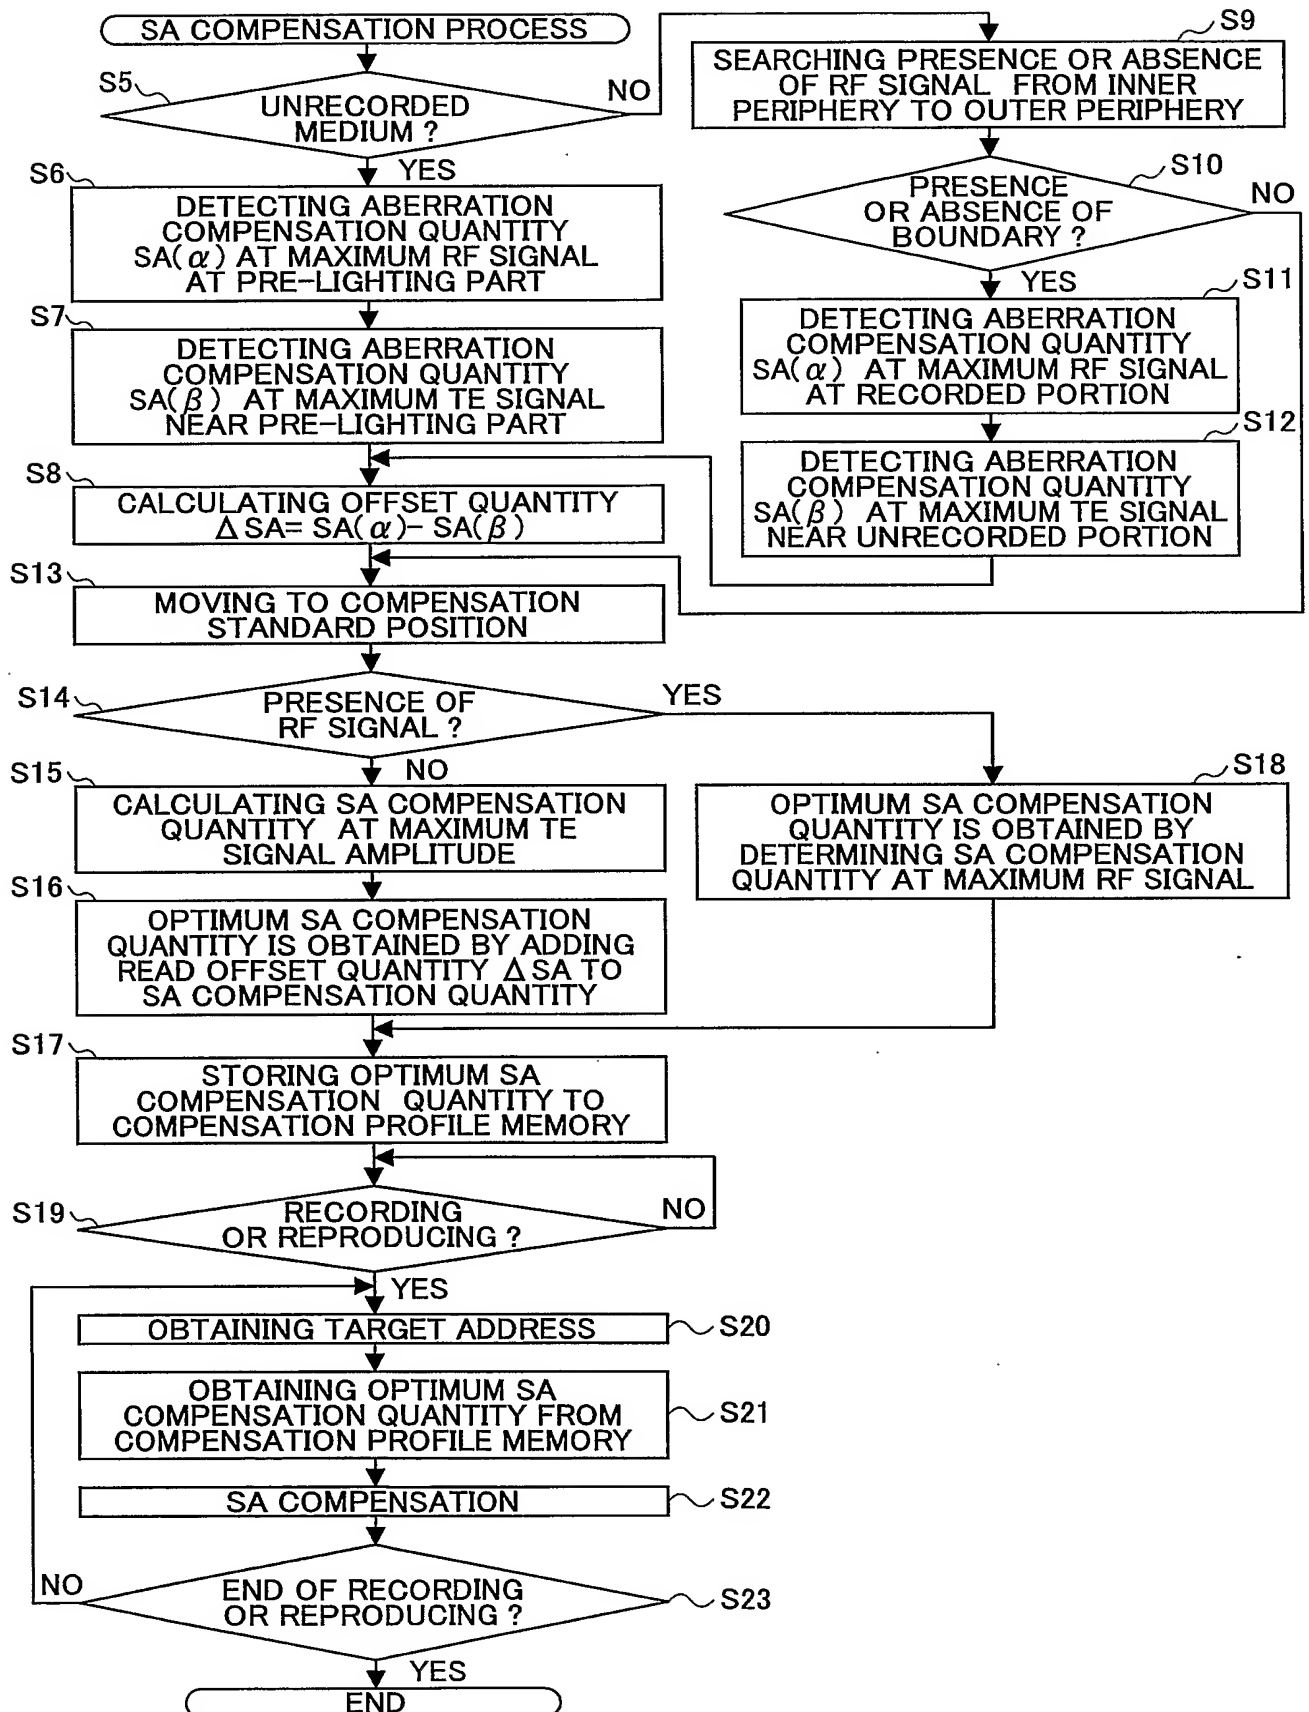 SA COMPENSATION PROCESS
S5
UNRECORDED
MEDIUM ?
NO
YES
S6
DETECTING ABERRATION
COMPENSATION QUANTITY
SA(α) AT MAXIMUM RF SIGNAL
AT PRE-LIGHTING PART
S7
DETECTING ABERRATION
COMPENSATION QUANTITY
SA(β) AT MAXIMUM TE SIGNAL
NEAR PRE-LIGHTING PART
S8
CALCULATING OFFSET QUANTITY
Δ SA= SA(α)- SA(β)
S9
SEARCHING PRESENCE OR ABSENCE
OF RF SIGNAL FROM INNER
PERIPHERY TO OUTER PERIPHERY
S10
PRESENCE
OR ABSENCE OF
BOUNDARY ?
NO
YES
S11
DETECTING ABERRATION
COMPENSATION QUANTITY
SA(α) AT MAXIMUM RF SIGNAL
AT RECORDED PORTION
S12
DETECTING ABERRATION
COMPENSATION QUANTITY
SA(β) AT MAXIMUM TE SIGNAL
NEAR UNRECORDED PORTION
S13
MOVING TO COMPENSATION
STANDARD POSITION
S14
PRESENCE OF
RF SIGNAL ?
YES
NO
S15
CALCULATING SA COMPENSATION
QUANTITY AT MAXIMUM TE
SIGNAL AMPLITUDE
S16
OPTIMUM SA COMPENSATION
QUANTITY IS OBTAINED BY ADDING
READ OFFSET QUANTITY Δ SA TO
SA COMPENSATION QUANTITY
S18
OPTIMUM SA COMPENSATION
QUANTITY IS OBTAINED BY
DETERMINING SA COMPENSATION
QUANTITY AT MAXIMUM RF SIGNAL
S17
STORING OPTIMUM SA
COMPENSATION QUANTITY TO
COMPENSATION PROFILE MEMORY
S19
RECORDING
OR REPRODUCING ?
NO
YES
OBTAINING TARGET ADDRESS
S20
OBTAINING OPTIMUM SA
COMPENSATION QUANTITY FROM
COMPENSATION PROFILE MEMORY
S21
SA COMPENSATION
S22
NO
END OF RECORDING
OR REPRODUCING ?
S23
YES
END